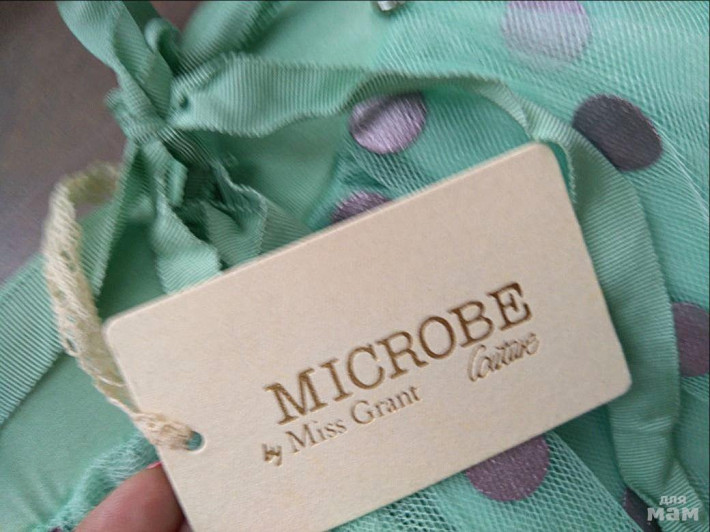 MICROBE
Couture
by Miss Grant
для
мам